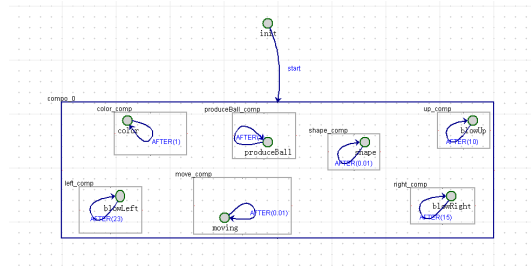 init
start
compo_0
color_comp
color
AFTER(1)
produceBall_comp
AFTER(
produceBall
shape_comp
shape
AFTER(0.01)
up_comp
blowUp
AFTER(10)
left_comp
blowLeft
AFTER(23)
move_comp
AFTER(0.01)
moving
right_comp
blowRight
AFTER(15)